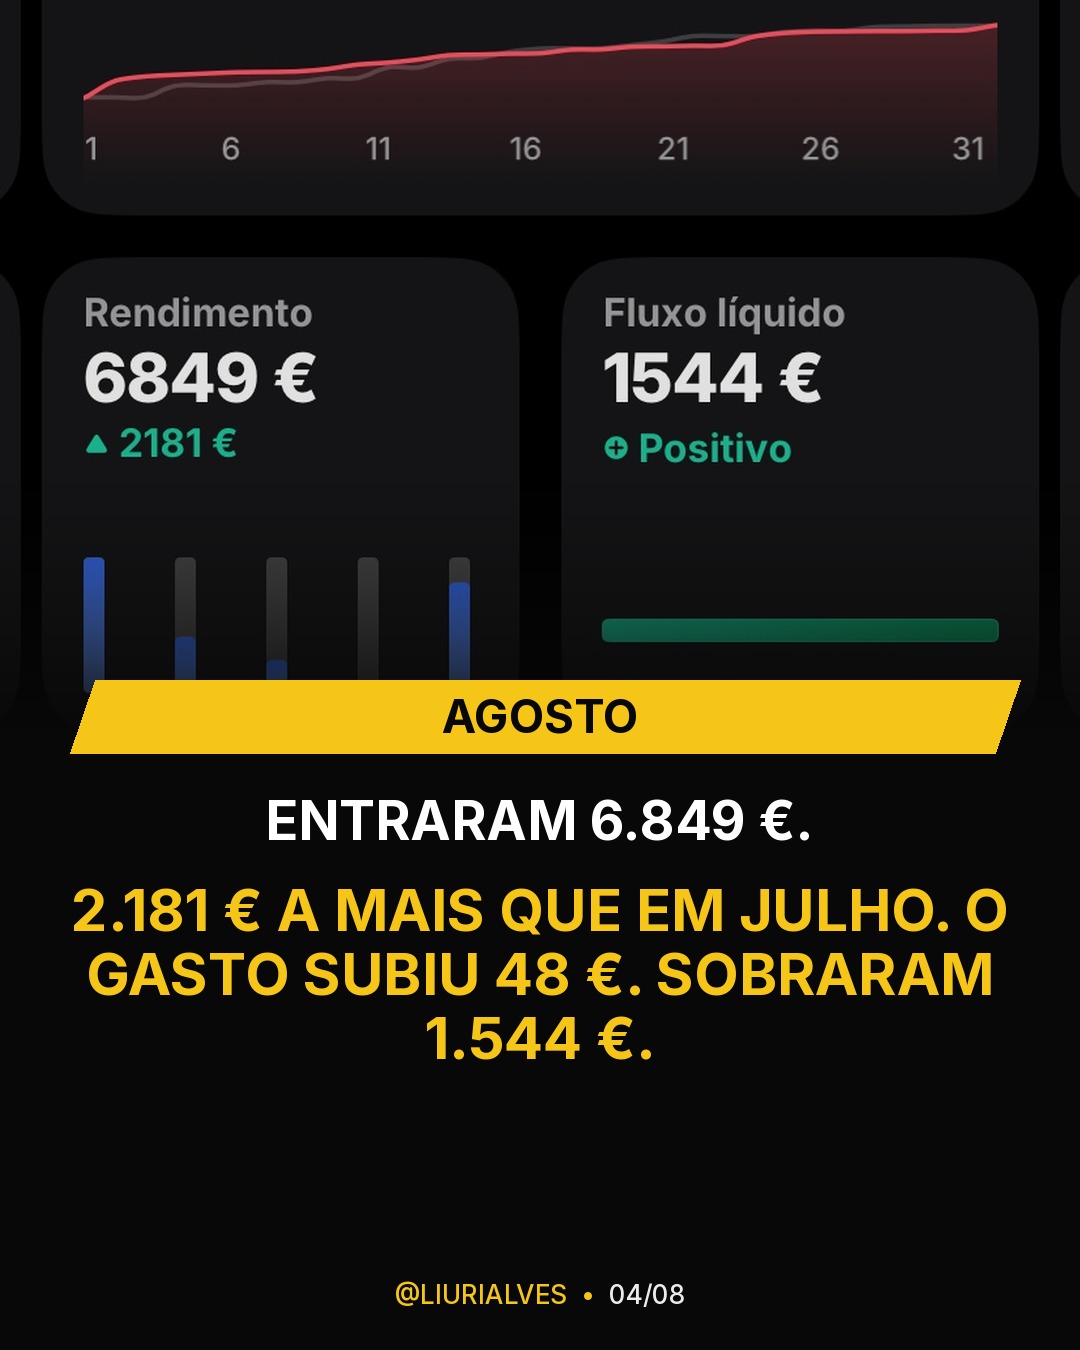 1 6 11 16 21 26 31
Rendimento
6849 €
2181 €
Fluxo líquido
1544 €
Positivo
AGOSTO
ENTRARAM 6.849 €.
2.181 € A MAIS QUE EM JULHO. O
GASTO SUBIU 48 €. SOBRARAM
1.544 €.
@LIURIALVES • 04/08